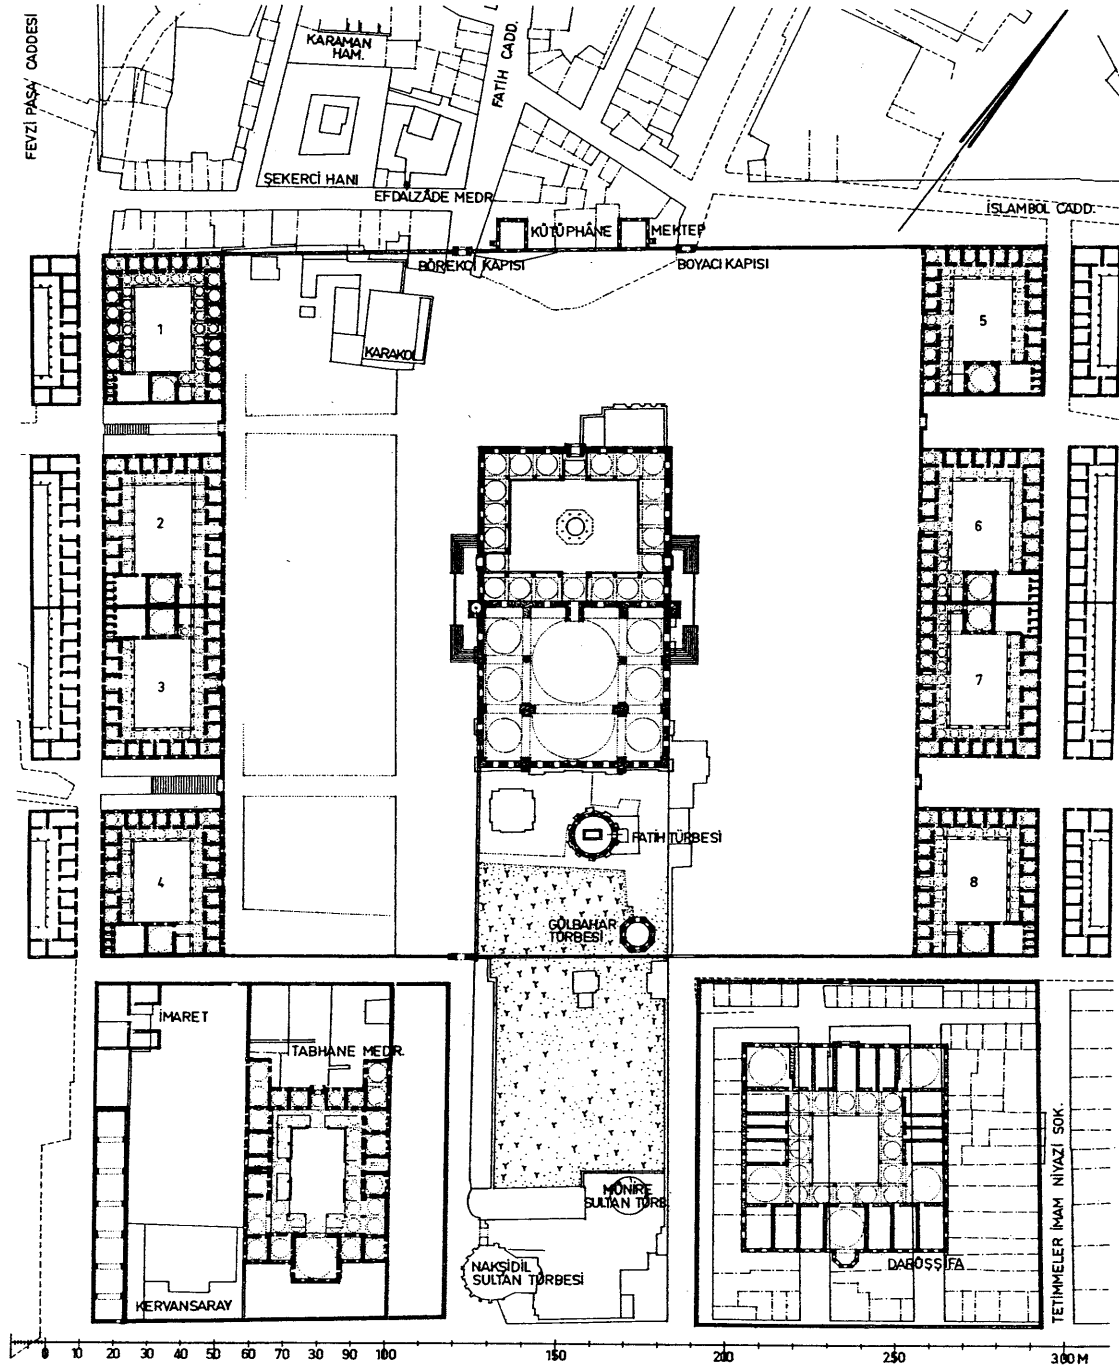 FEVZİ PAŞA CADDESİ
KARAMAN
HAM.
FATİH CADD.
ŞEKERCİ HANI
EFDALZÂDE MEDR.
İSLAMBOL CADD.
KÜTÜPHÂNE
MEKTEP
BÖREKÇİ KAPISI
BOYACI KAPISI
KARAKOL
1
5
2
6
3
7
4
8
FATİH TÜRBESİ
GÜLBAHAR
TÜRBESİ
İMARET
TABHANE MEDR.
MÜNİRE
SULTAN TÜRB.
NAKŞİDİL
SULTAN TÜRBESİ
DARÜŞŞİFA
KERVANSARAY
TETİMMELER İMAM NİYAZİ SOK.
0 10 20 30 40 50 60 70 80 90 100 150 200 250 300 M